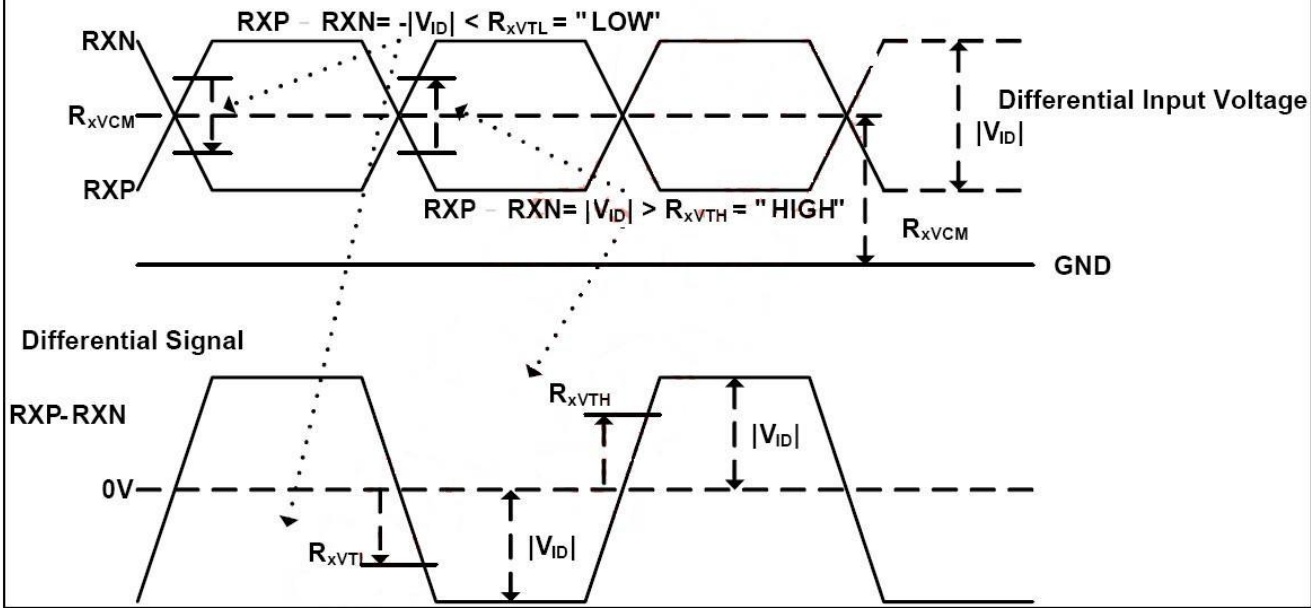 RXP - RXN= -|VID| < RxVTL = "LOW"
RXN
RxVCM
Differential Input Voltage
|VID|
RXP
RXP - RXN= |VID| > RxVTH = "HIGH"
RxVCM
GND
Differential Signal
RxVTH
RXP-RXN
|VID|
0V
RxVTL
|VID|